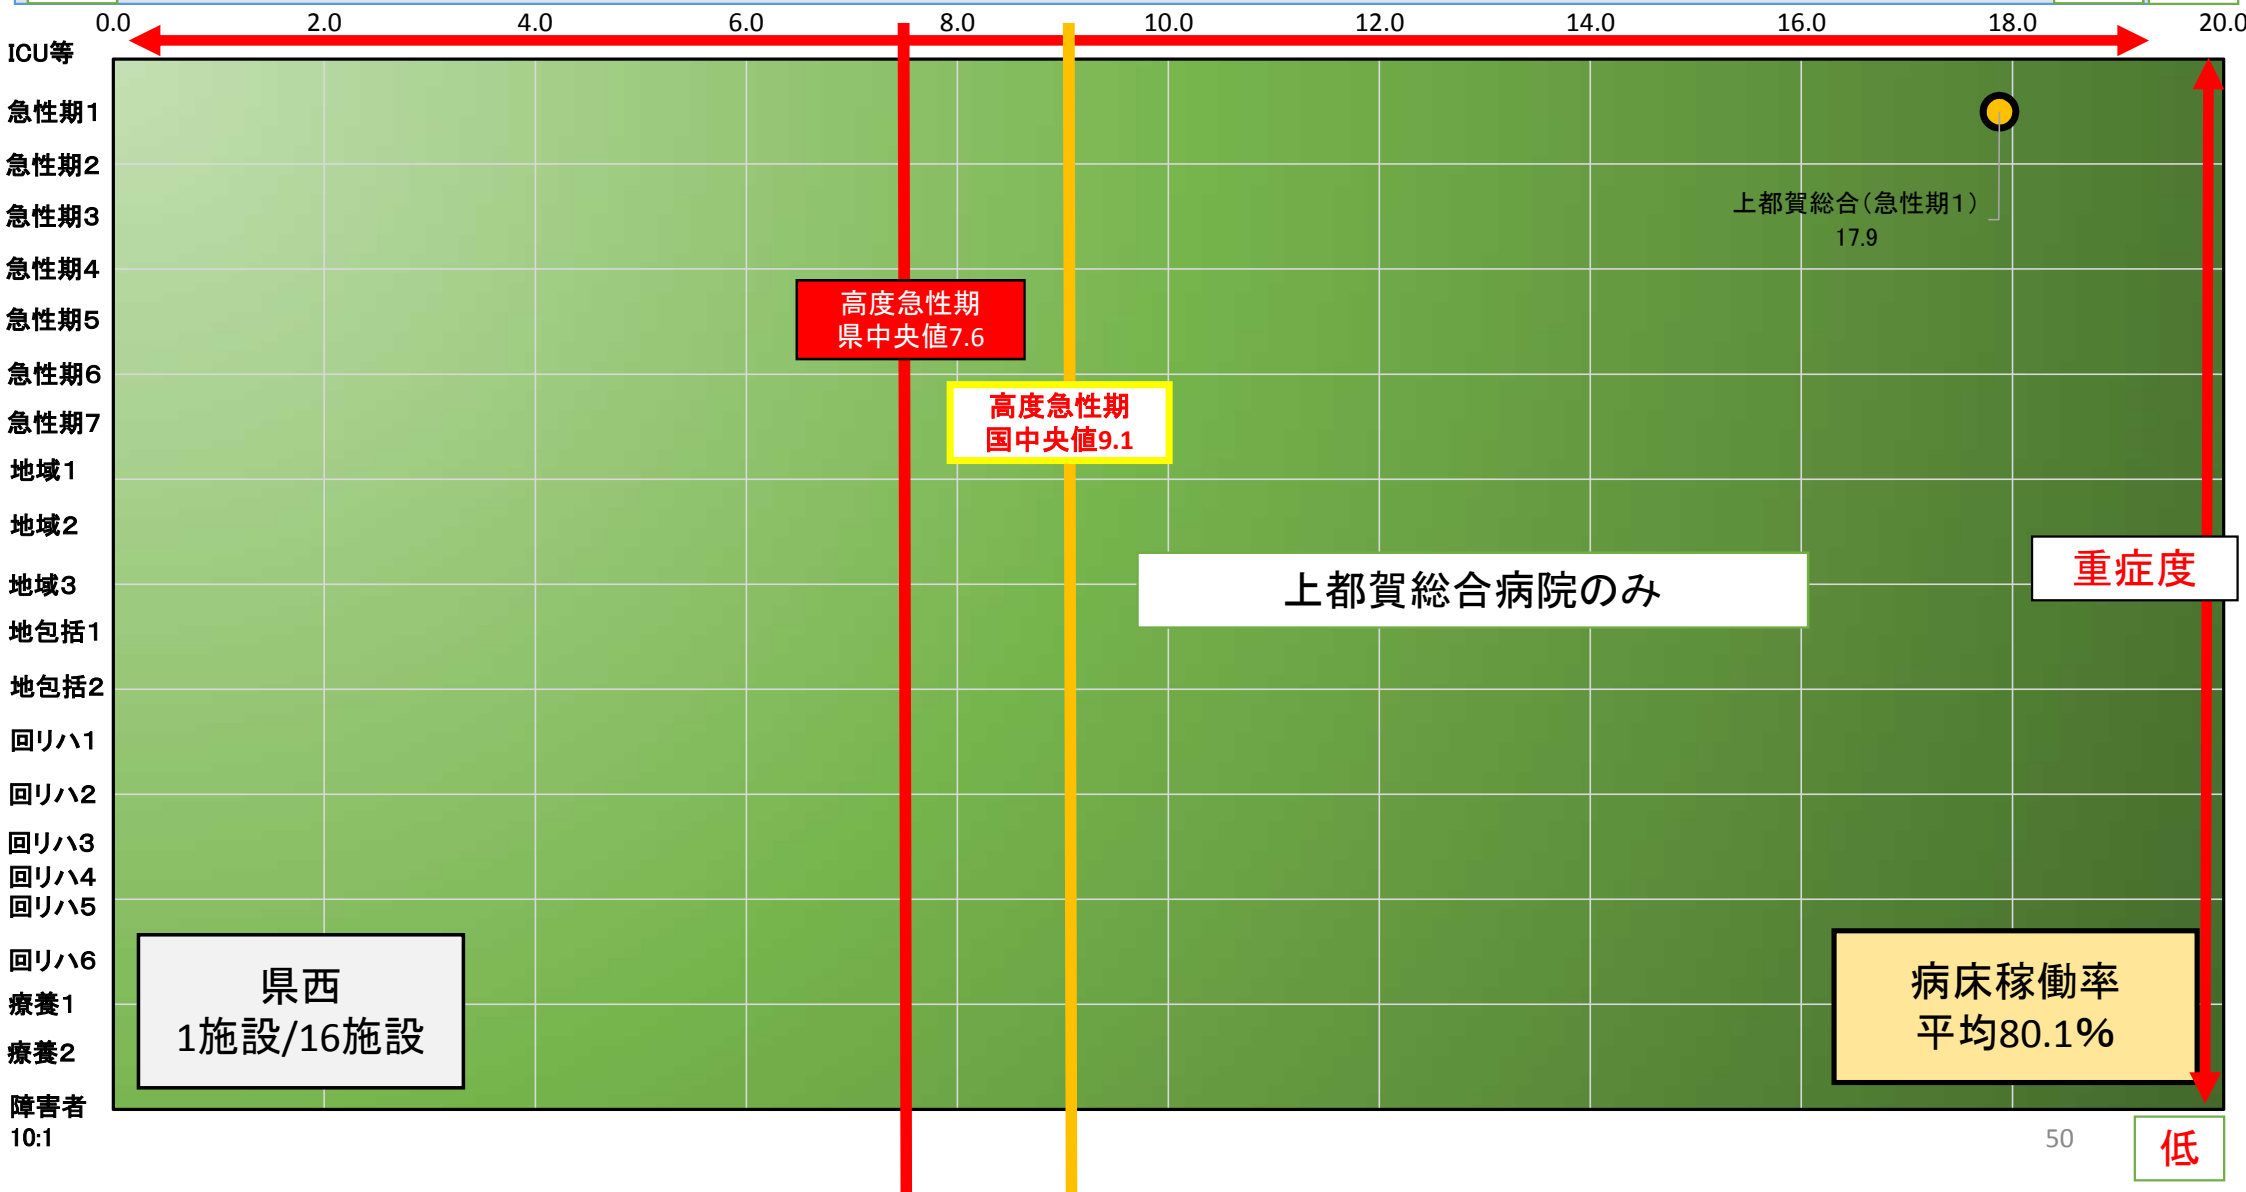 0.0 2.0 4.0 6.0 8.0 10.0 12.0 14.0 16.0 18.0 20.0
ICU等
急性期1
急性期2
急性期3
急性期4
急性期5
急性期6
急性期7
地域1
地域2
地域3
地包括1
地包括2
回リハ1
回リハ2
回リハ3
回リハ4
回リハ5
回リハ6
療養1
療養2
障害者
10:1
上都賀総合(急性期1)
17.9
高度急性期
県中央値7.6
高度急性期
国中央値9.1
上都賀総合病院のみ
重症度
県西
1施設/16施設
病床稼働率
平均80.1%
50
低